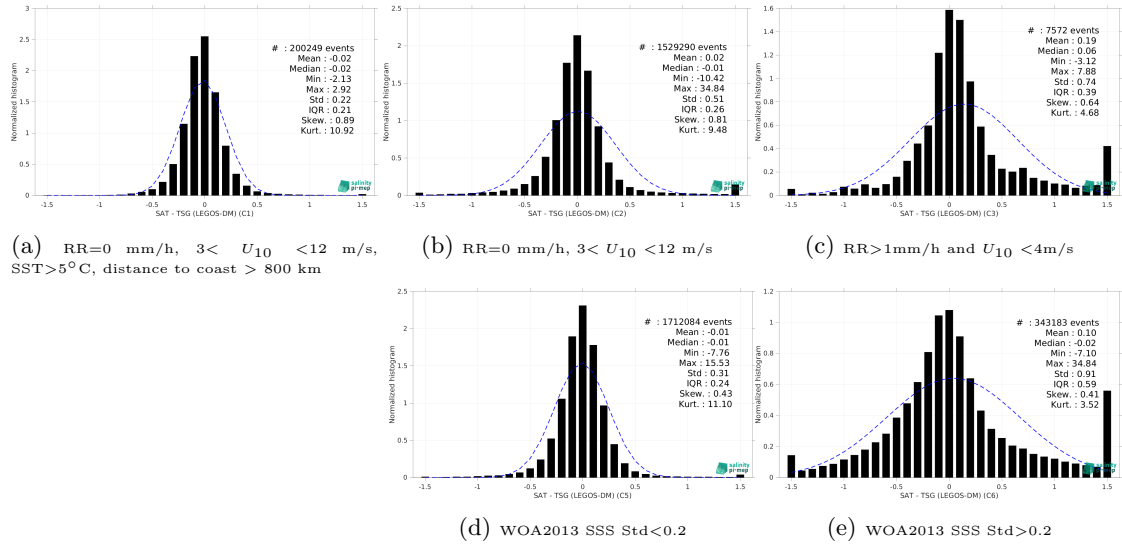 3
2.5
2
1.5
1
0.5
0
Normalized histogram
# : 200249 events
Mean : -0.02
Median : -0.02
Min : -2.13
Max : 2.92
Std : 0.22
IQR : 0.21
Skew. : 0.89
Kurt. : 10.92
salinity
pi-mep
-1.5 -1 -0.5 0 0.5 1 1.5
SAT - TSG (LEGOS-DM) (C1)
(a) RR=0 mm/h, 3< U10 <12 m/s,
SST>5°C, distance to coast > 800 km
2.5
2
1.5
1
0.5
0
Normalized histogram
# : 1529290 events
Mean : 0.02
Median : -0.01
Min : -10.42
Max : 34.84
Std : 0.51
IQR : 0.26
Skew. : 0.81
Kurt. : 9.48
salinity
pi-mep
-1.5 -1 -0.5 0 0.5 1 1.5
SAT - TSG (LEGOS-DM) (C2)
(b) RR=0 mm/h, 3< U10 <12 m/s
1.6
1.4
1.2
1
0.8
0.6
0.4
0.2
0
Normalized histogram
# : 7572 events
Mean : 0.19
Median : 0.06
Min : -3.12
Max : 7.88
Std : 0.74
IQR : 0.39
Skew. : 0.64
Kurt. : 4.68
salinity
pi-mep
-1.5 -1 -0.5 0 0.5 1 1.5
SAT - TSG (LEGOS-DM) (C3)
(c) RR>1mm/h and U10 <4m/s
2.5
2
1.5
1
0.5
0
Normalized histogram
# : 1712084 events
Mean : -0.01
Median : -0.01
Min : -7.76
Max : 15.53
Std : 0.31
IQR : 0.24
Skew. : 0.43
Kurt. : 11.10
salinity
pi-mep
-1.5 -1 -0.5 0 0.5 1 1.5
SAT - TSG (LEGOS-DM) (C5)
(d) WOA2013 SSS Std<0.2
1.2
1
0.8
0.6
0.4
0.2
0
Normalized histogram
# : 343183 events
Mean : 0.10
Median : -0.02
Min : -7.10
Max : 34.84
Std : 0.91
IQR : 0.59
Skew. : 0.41
Kurt. : 3.52
salinity
pi-mep
-1.5 -1 -0.5 0 0.5 1 1.5
SAT - TSG (LEGOS-DM) (C6)
(e) WOA2013 SSS Std>0.2